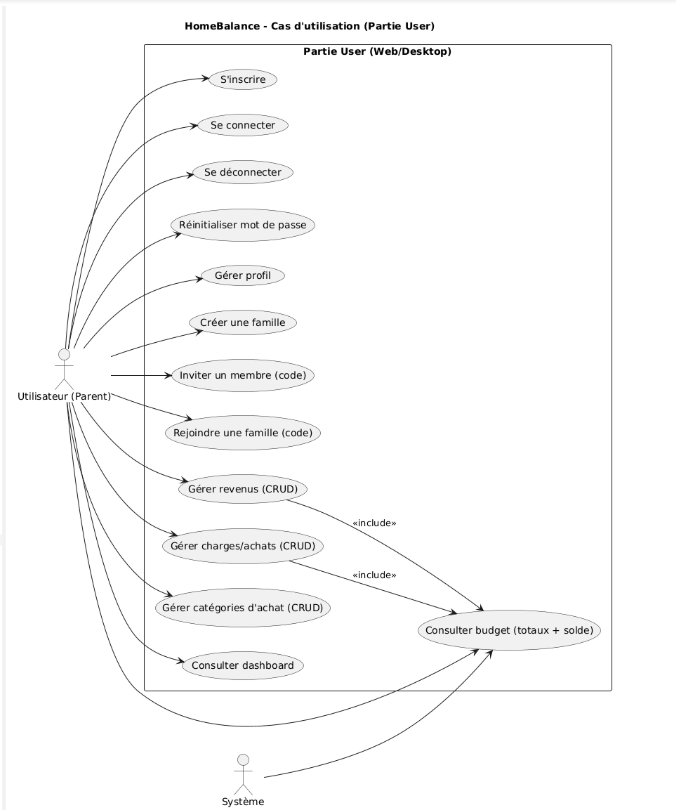 HomeBalance - Cas d'utilisation (Partie User)
Partie User (Web/Desktop)
S'inscrire
Se connecter
Se déconnecter
Réinitialiser mot de passe
Gérer profil
Créer une famille
Inviter un membre (code)
Utilisateur (Parent)
Rejoindre une famille (code)
Gérer revenus (CRUD)
«include»
Gérer charges/achats (CRUD)
«include»
Gérer catégories d'achat (CRUD)
Consulter budget (totaux + solde)
Consulter dashboard
Système